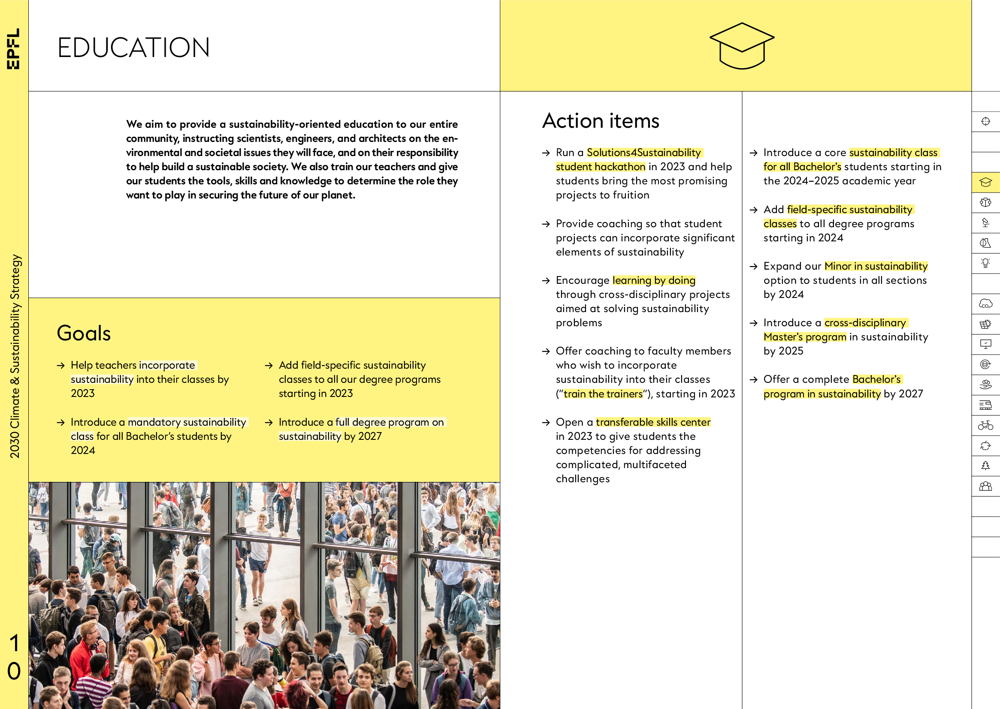 EPFL
2030 Climate & Sustainability Strategy
1
0
EDUCATION
We aim to provide a sustainability-oriented education to our entire
community, instructing scientists, engineers, and architects on the en-
vironmental and societal issues they will face, and on their responsibility
to help build a sustainable society. We also train our teachers and give
our students the tools, skills and knowledge to determine the role they
want to play in securing the future of our planet.
Goals
→ Help teachers incorporate
sustainability into their classes by
2023
→ Introduce a mandatory sustainability
class for all Bachelor’s students by
2024
→ Add field-specific sustainability
classes to all our degree programs
starting in 2023
→ Introduce a full degree program on
sustainability by 2027
Action items
→ Run a Solutions4Sustainability
student hackathon in 2023 and help
students bring the most promising
projects to fruition
→ Provide coaching so that student
projects can incorporate significant
elements of sustainability
→ Encourage learning by doing
through cross-disciplinary projects
aimed at solving sustainability
problems
→ Offer coaching to faculty members
who wish to incorporate
sustainability into their classes
(“train the trainers“), starting in 2023
→ Open a transferable skills center
in 2023 to give students the
competencies for addressing
complicated, multifaceted
challenges
→ Introduce a core sustainability class
for all Bachelor's students starting in
the 2024–2025 academic year
→ Add field-specific sustainability
classes to all degree programs
starting in 2024
→ Expand our Minor in sustainability
option to students in all sections
by 2024
→ Introduce a cross-disciplinary
Master's program in sustainability
by 2025
→ Offer a complete Bachelor's
program in sustainability by 2027
CO₂